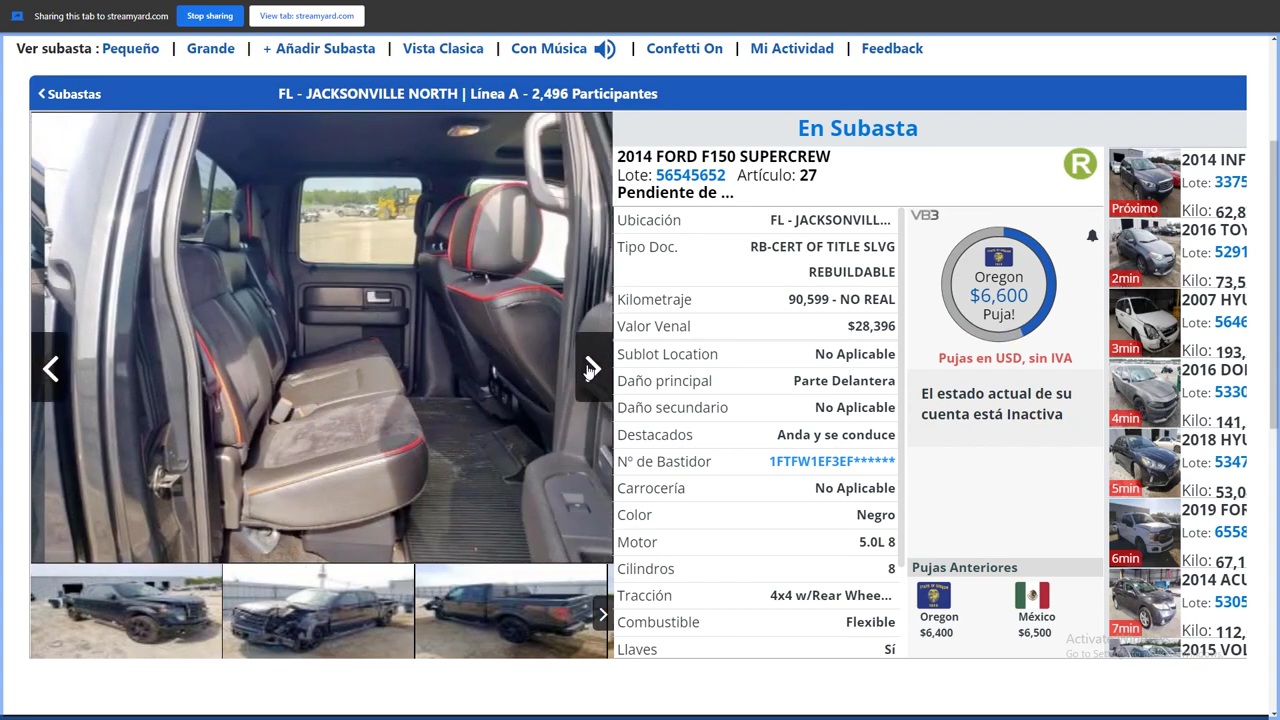 Sharing this tab to streamyard.com
Stop sharing
View tab: streamyard.com
Ver subasta : Pequeño | Grande | + Añadir Subasta | Vista Clasica | Con Música | Confetti On | Mi Actividad | Feedback
Subastas
FL - JACKSONVILLE NORTH | Línea A - 2,496 Participantes
En Subasta
2014 FORD F150 SUPERCREW
Lote: 56545652 Artículo: 27
Pendiente de ...
R
Ubicación FL - JACKSONVILL...
Tipo Doc. RB-CERT OF TITLE SLVG
REBUILDABLE
Kilometraje 90,599 - NO REAL
Valor Venal $28,396
Sublot Location No Aplicable
Daño principal Parte Delantera
Daño secundario No Aplicable
Destacados Anda y se conduce
Nº de Bastidor 1FTFW1EF3EF******
Carrocería No Aplicable
Color Negro
Motor 5.0L 8
Cilindros 8
Tracción 4x4 w/Rear Whee...
Combustible Flexible
Llaves Sí
VB3
Oregon
$6,600
Puja!
Pujas en USD, sin IVA
El estado actual de su
cuenta está Inactiva
Pujas Anteriores
Oregon
$6,400
México
$6,500
2014 INF
Lote: 3375
Próximo
Kilo: 62,8
2016 TOY
Lote: 5291
2min
Kilo: 73,5
2007 HYU
Lote: 5646
3min
Kilo: 193,
2016 DO
Lote: 5330
4min
Kilo: 141,
2018 HYU
Lote: 5347
5min
Kilo: 53,0
2019 FOR
Lote: 6558
6min
Kilo: 67,1
2014 ACU
Lote: 5305
7min
Kilo: 112,
2015 VOL
Activate
Go to Se